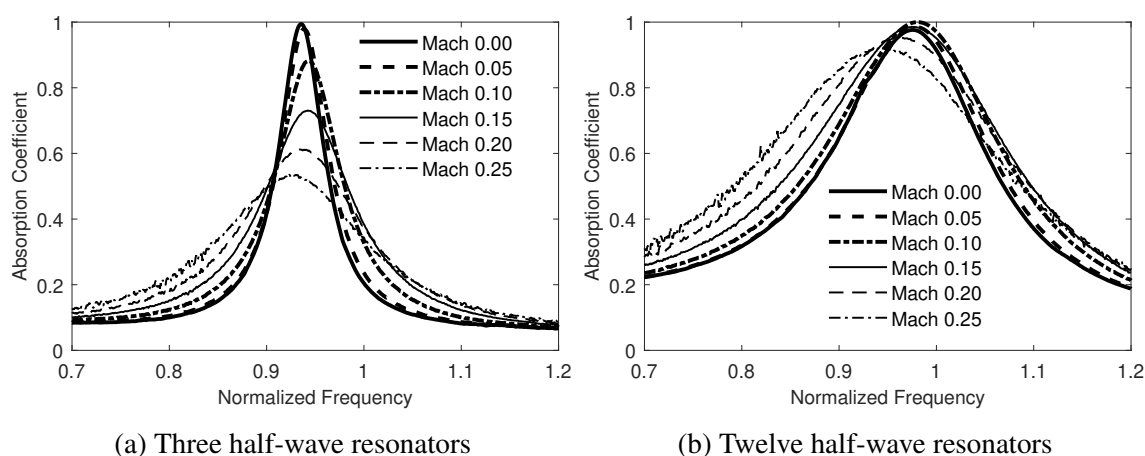 1
0.8
0.6
0.4
0.2
0
Absorption Coefficient
Mach 0.00
Mach 0.05
Mach 0.10
Mach 0.15
Mach 0.20
Mach 0.25
0.7 0.8 0.9 1 1.1 1.2
Normalized Frequency
(a) Three half-wave resonators
1
0.8
0.6
0.4
0.2
0
Absorption Coefficient
Mach 0.00
Mach 0.05
Mach 0.10
Mach 0.15
Mach 0.20
Mach 0.25
0.7 0.8 0.9 1 1.1 1.2
Normalized Frequency
(b) Twelve half-wave resonators